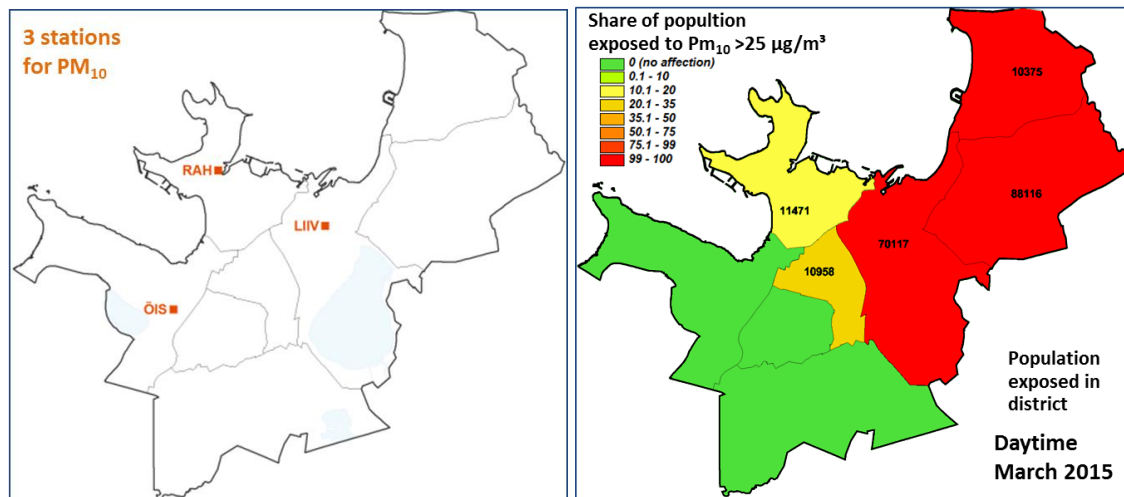 3 stations
for PM₁₀
RAH
LIIV
ÖIS
Share of popultion
exposed to Pm₁₀ >25 µg/m³
0 (no affection)
0.1 - 10
10.1 - 20
20.1 - 35
35.1 - 50
50.1 - 75
75.1 - 99
99 - 100
10375
88116
11471
70117
10958
Population
exposed in
district
Daytime
March 2015